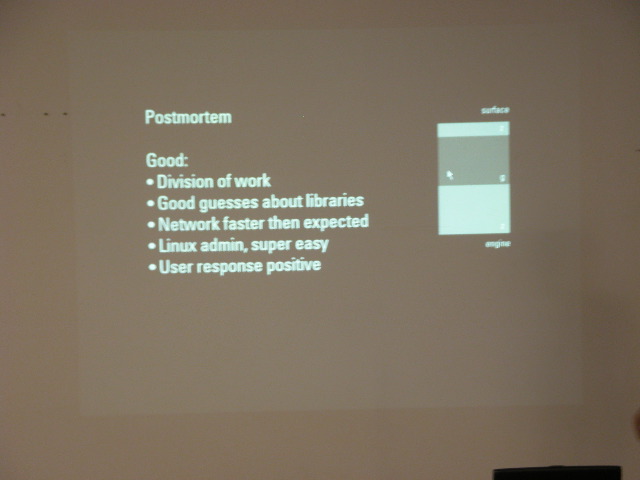 Postmortem
Good:
• Division of work
• Good guesses about libraries
• Network faster then expected
• Linux admin, super easy
• User response positive
surface
engine